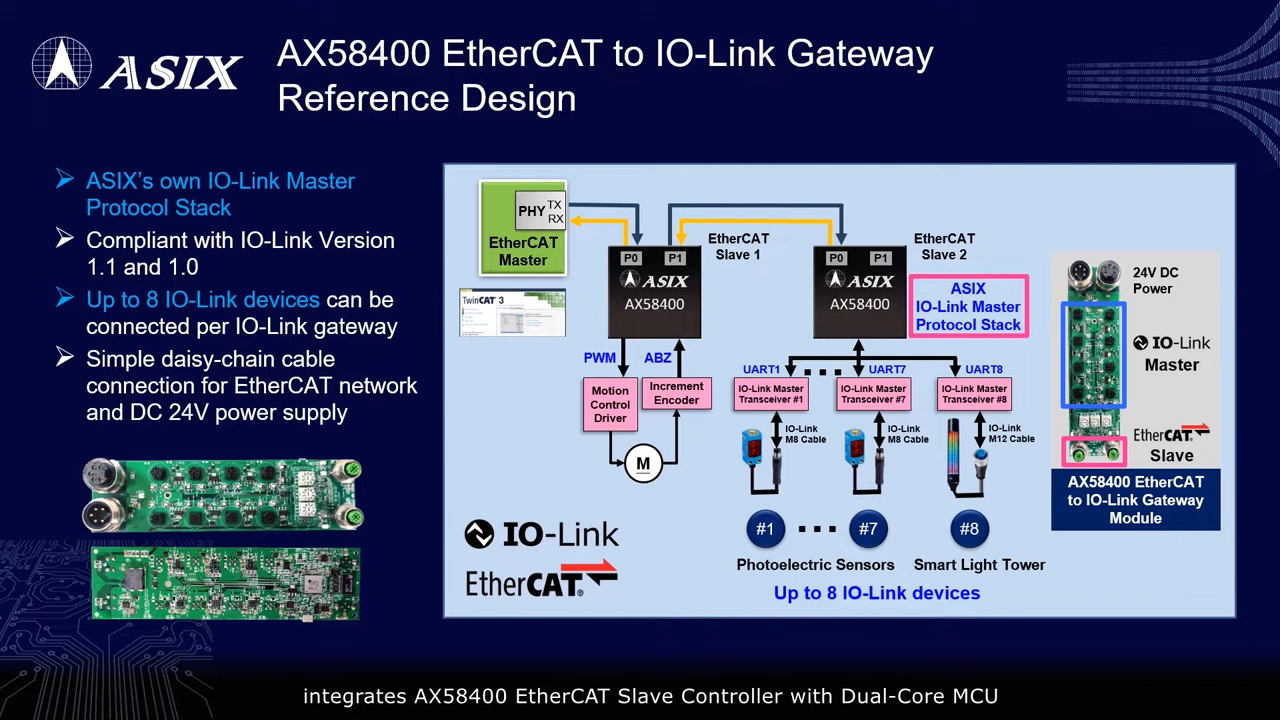 ASIX
AX58400 EtherCAT to IO-Link Gateway
Reference Design
ASIX's own IO-Link Master
Protocol Stack
Compliant with IO-Link Version
1.1 and 1.0
Up to 8 IO-Link devices can be
connected per IO-Link gateway
Simple daisy-chain cable
connection for EtherCAT network
and DC 24V power supply
PHY
TX
RX
EtherCAT
Master
TwinCAT 3
EtherCAT
Slave 1
P0
P1
ASIX
AX58400
EtherCAT
Slave 2
P0
P1
ASIX
AX58400
ASIX
IO-Link Master
Protocol Stack
PWM
ABZ
Motion
Control
Driver
Increment
Encoder
M
UART1
UART7
UART8
IO-Link Master
Transceiver #1
IO-Link Master
Transceiver #7
IO-Link Master
Transceiver #8
IO-Link
M8 Cable
IO-Link
M8 Cable
IO-Link
M12 Cable
#1
#7
#8
Photoelectric Sensors
Smart Light Tower
Up to 8 IO-Link devices
IO-Link
EtherCAT®
24V DC
Power
IO-Link
Master
EtherCAT
Slave
AX58400 EtherCAT
to IO-Link Gateway
Module
integrates AX58400 EtherCAT Slave Controller with Dual-Core MCU